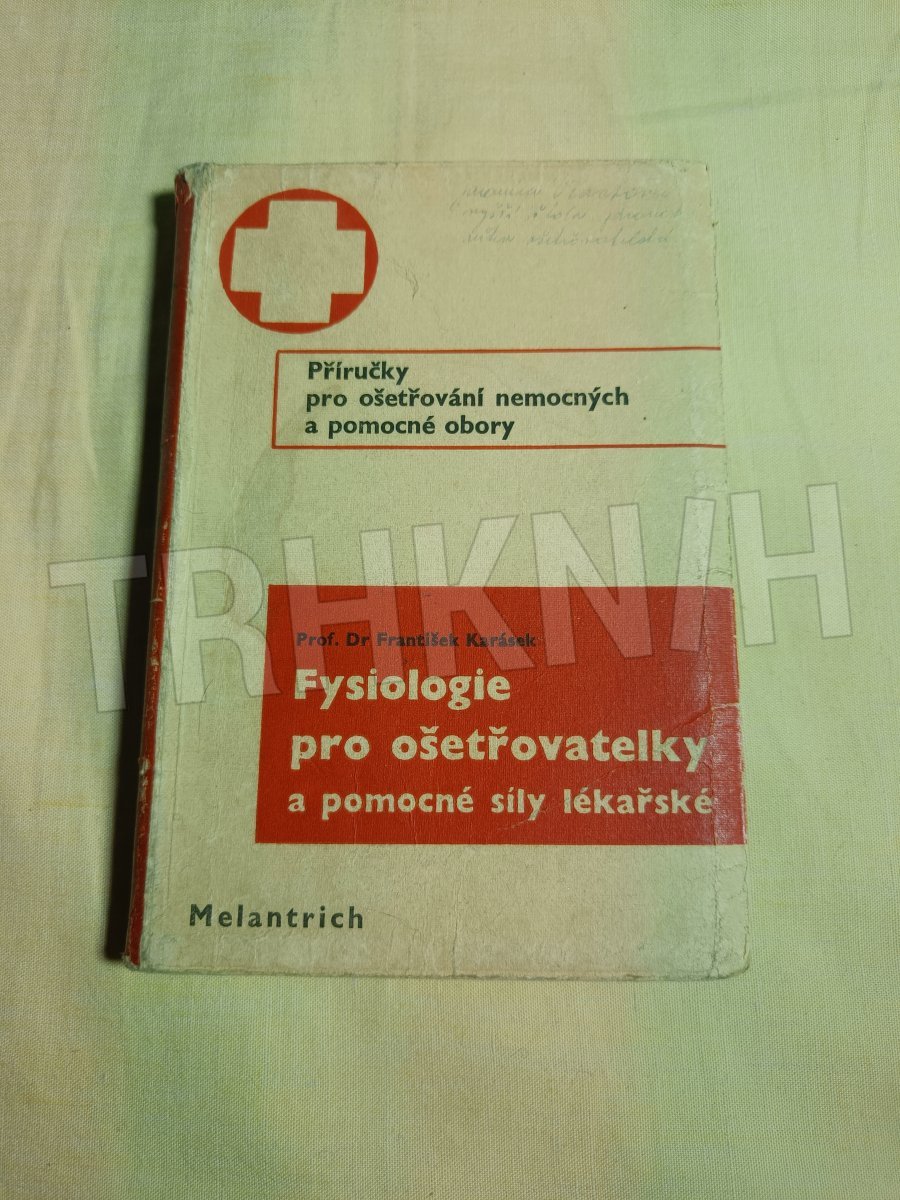 Příručky
pro ošetřování nemocných
a pomocné obory
Prof. Dr František Karásek
Fysiologie
pro ošetřovatelky
a pomocné síly lékařské
Melantrich
TRHKNIH